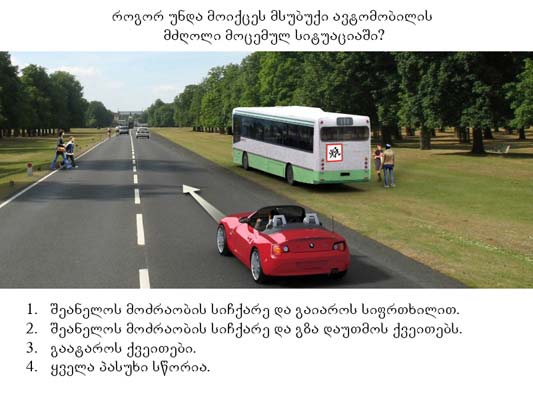 როგორ უნდა მოიქცეს მსუბუქი ავტომობილის
მძღოლი მოცემულ სიტუაციაში?
1. შეანელოს მოძრაობის სიჩქარე და გაიაროს სიფრთხილით.
2. შეანელოს მოძრაობის სიჩქარე და გზა დაუთმოს ქვეითებს.
3. გააგაროს ქვეითები.
4. ყველა პასუხი სწორია.